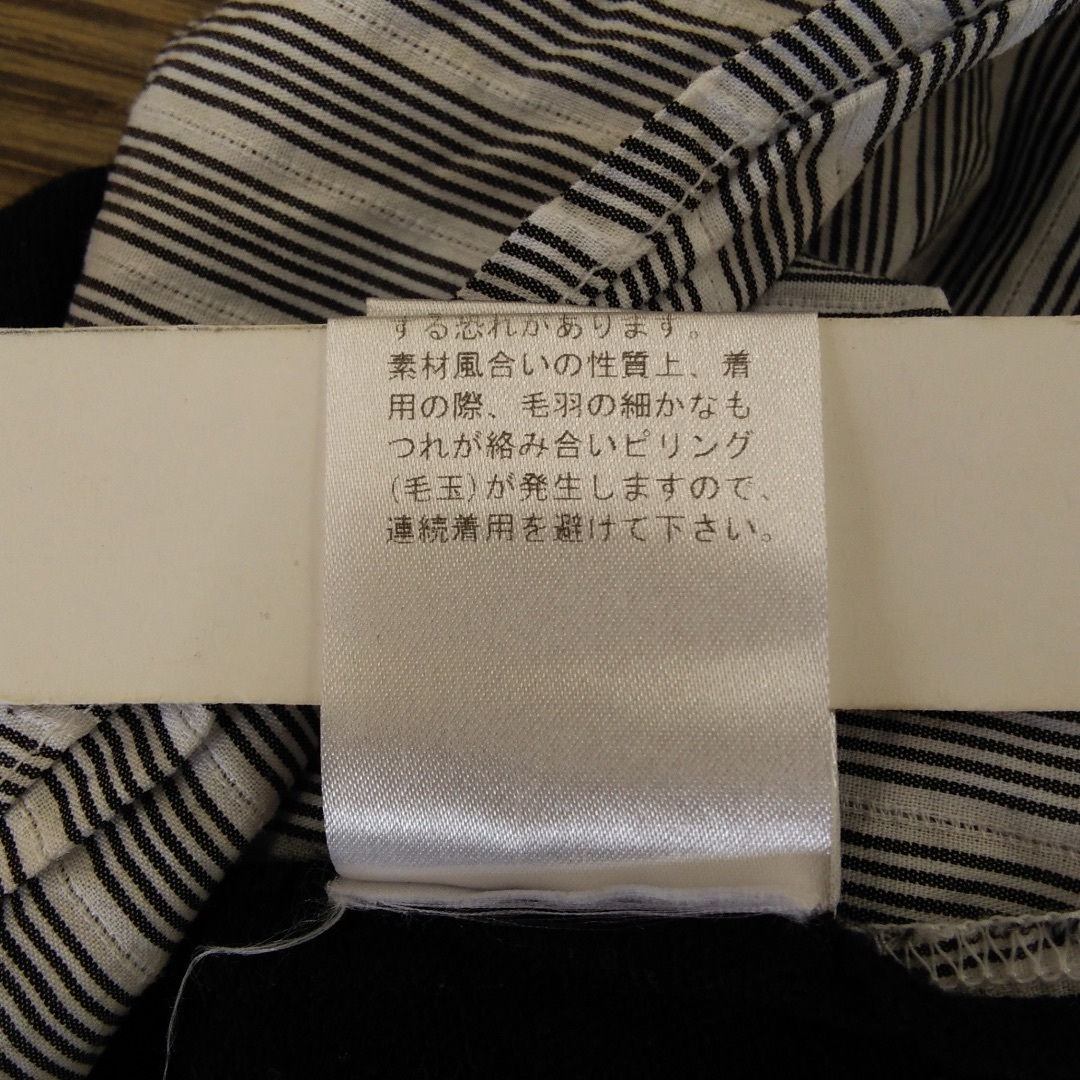 する恐れがあります。
素材風合いの性質上、着
用の際、毛羽の細かなも
つれが絡み合いピリング
(毛玉)が発生しますので、
連続着用を避けて下さい。